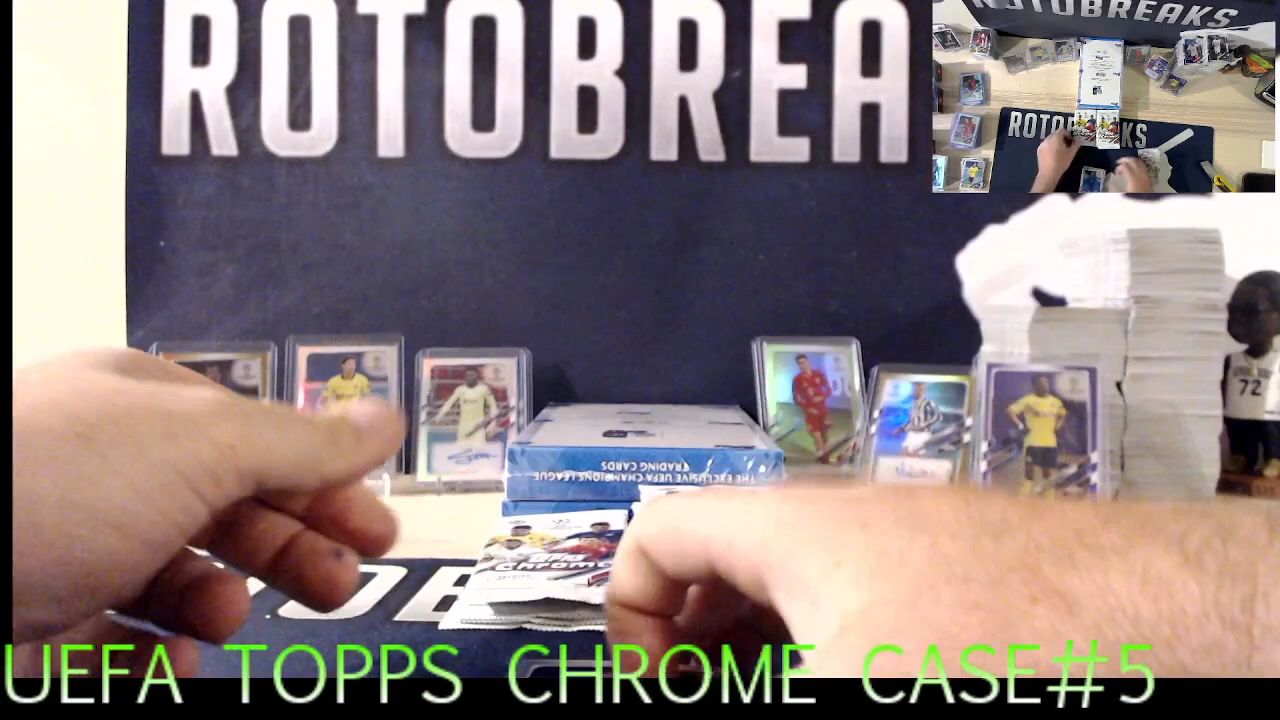 ROTOBREA
ROTOBREAKS
ROTOBREAKS
THE EXCLUSIVE UEFA CHAMPIONS LEAGUE
TRADING CARDS
Topps
Chrome
72
UEFA TOPPS CHROME CASE#5